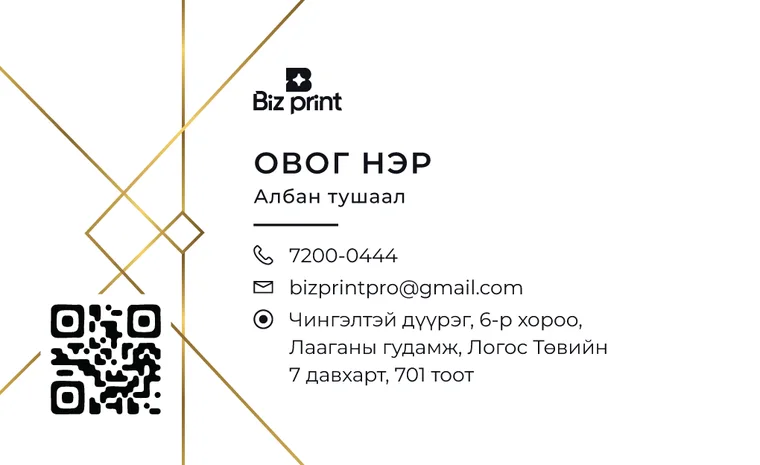 Biz print
ОВОГ НЭР
Албан тушаал
7200-0444
bizprintpro@gmail.com
Чингэлтэй дүүрэг, 6-р хороо,
Лааганы гудамж, Логос Төвийн
7 давхарт, 701 тоот